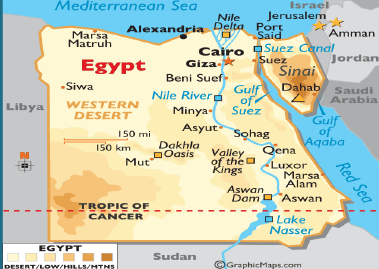 Mediterranean Sea
Israel
Jerusalem
Amman
Marsa
Matruh
Alexandria
Nile
Delta
Port
Said
Suez Canal
Jordan
Cairo
Giza
Suez
Egypt
Sinai
Beni Suef
Siwa
Dahab
Saudi
Arabia
Libya
WESTERN
DESERT
Nile River
Gulf
of
Suez
Minya
Gulf
of
Aqaba
Asyut
Sohag
150 mi
150 km
Dakhla
Oasis
Mut
Valley
of the
Kings
Qena
Luxor
Red Sea
Marsa
Alam
N
Aswan
Dam
Aswan
TROPIC OF
CANCER
Lake
Nasser
EGYPT
DESERT/LOW/HILLS/MTNS
Sudan
©GraphicMaps.com